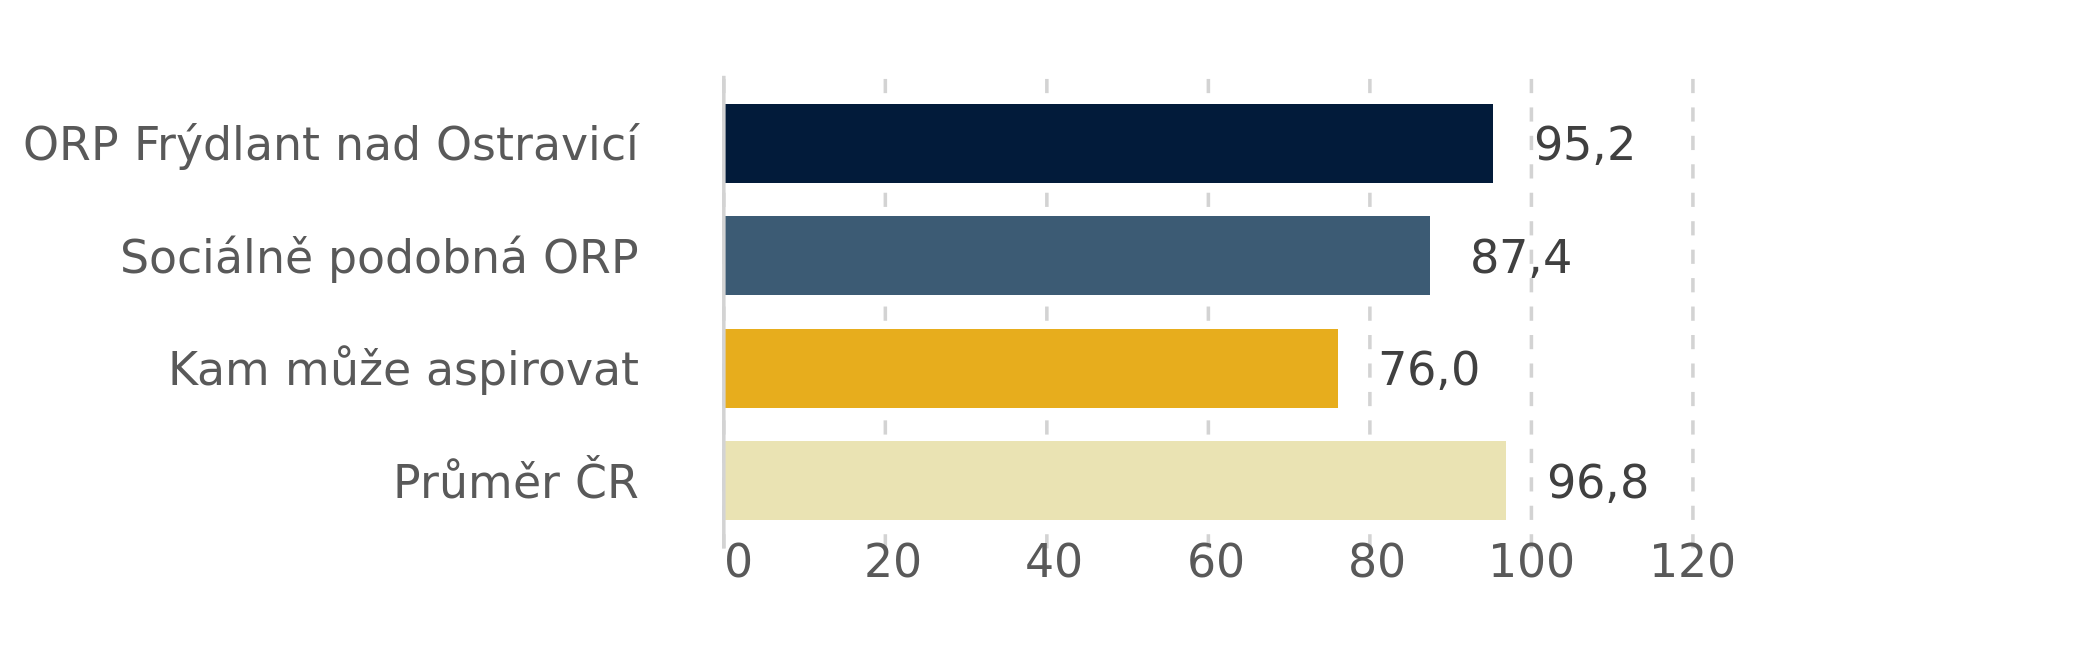 ORP Frýdlant nad Ostravicí 95,2
Sociálně podobná ORP 87,4
Kam může aspirovat 76,0
Průměr ČR 96,8
0 20 40 60 80 100 120